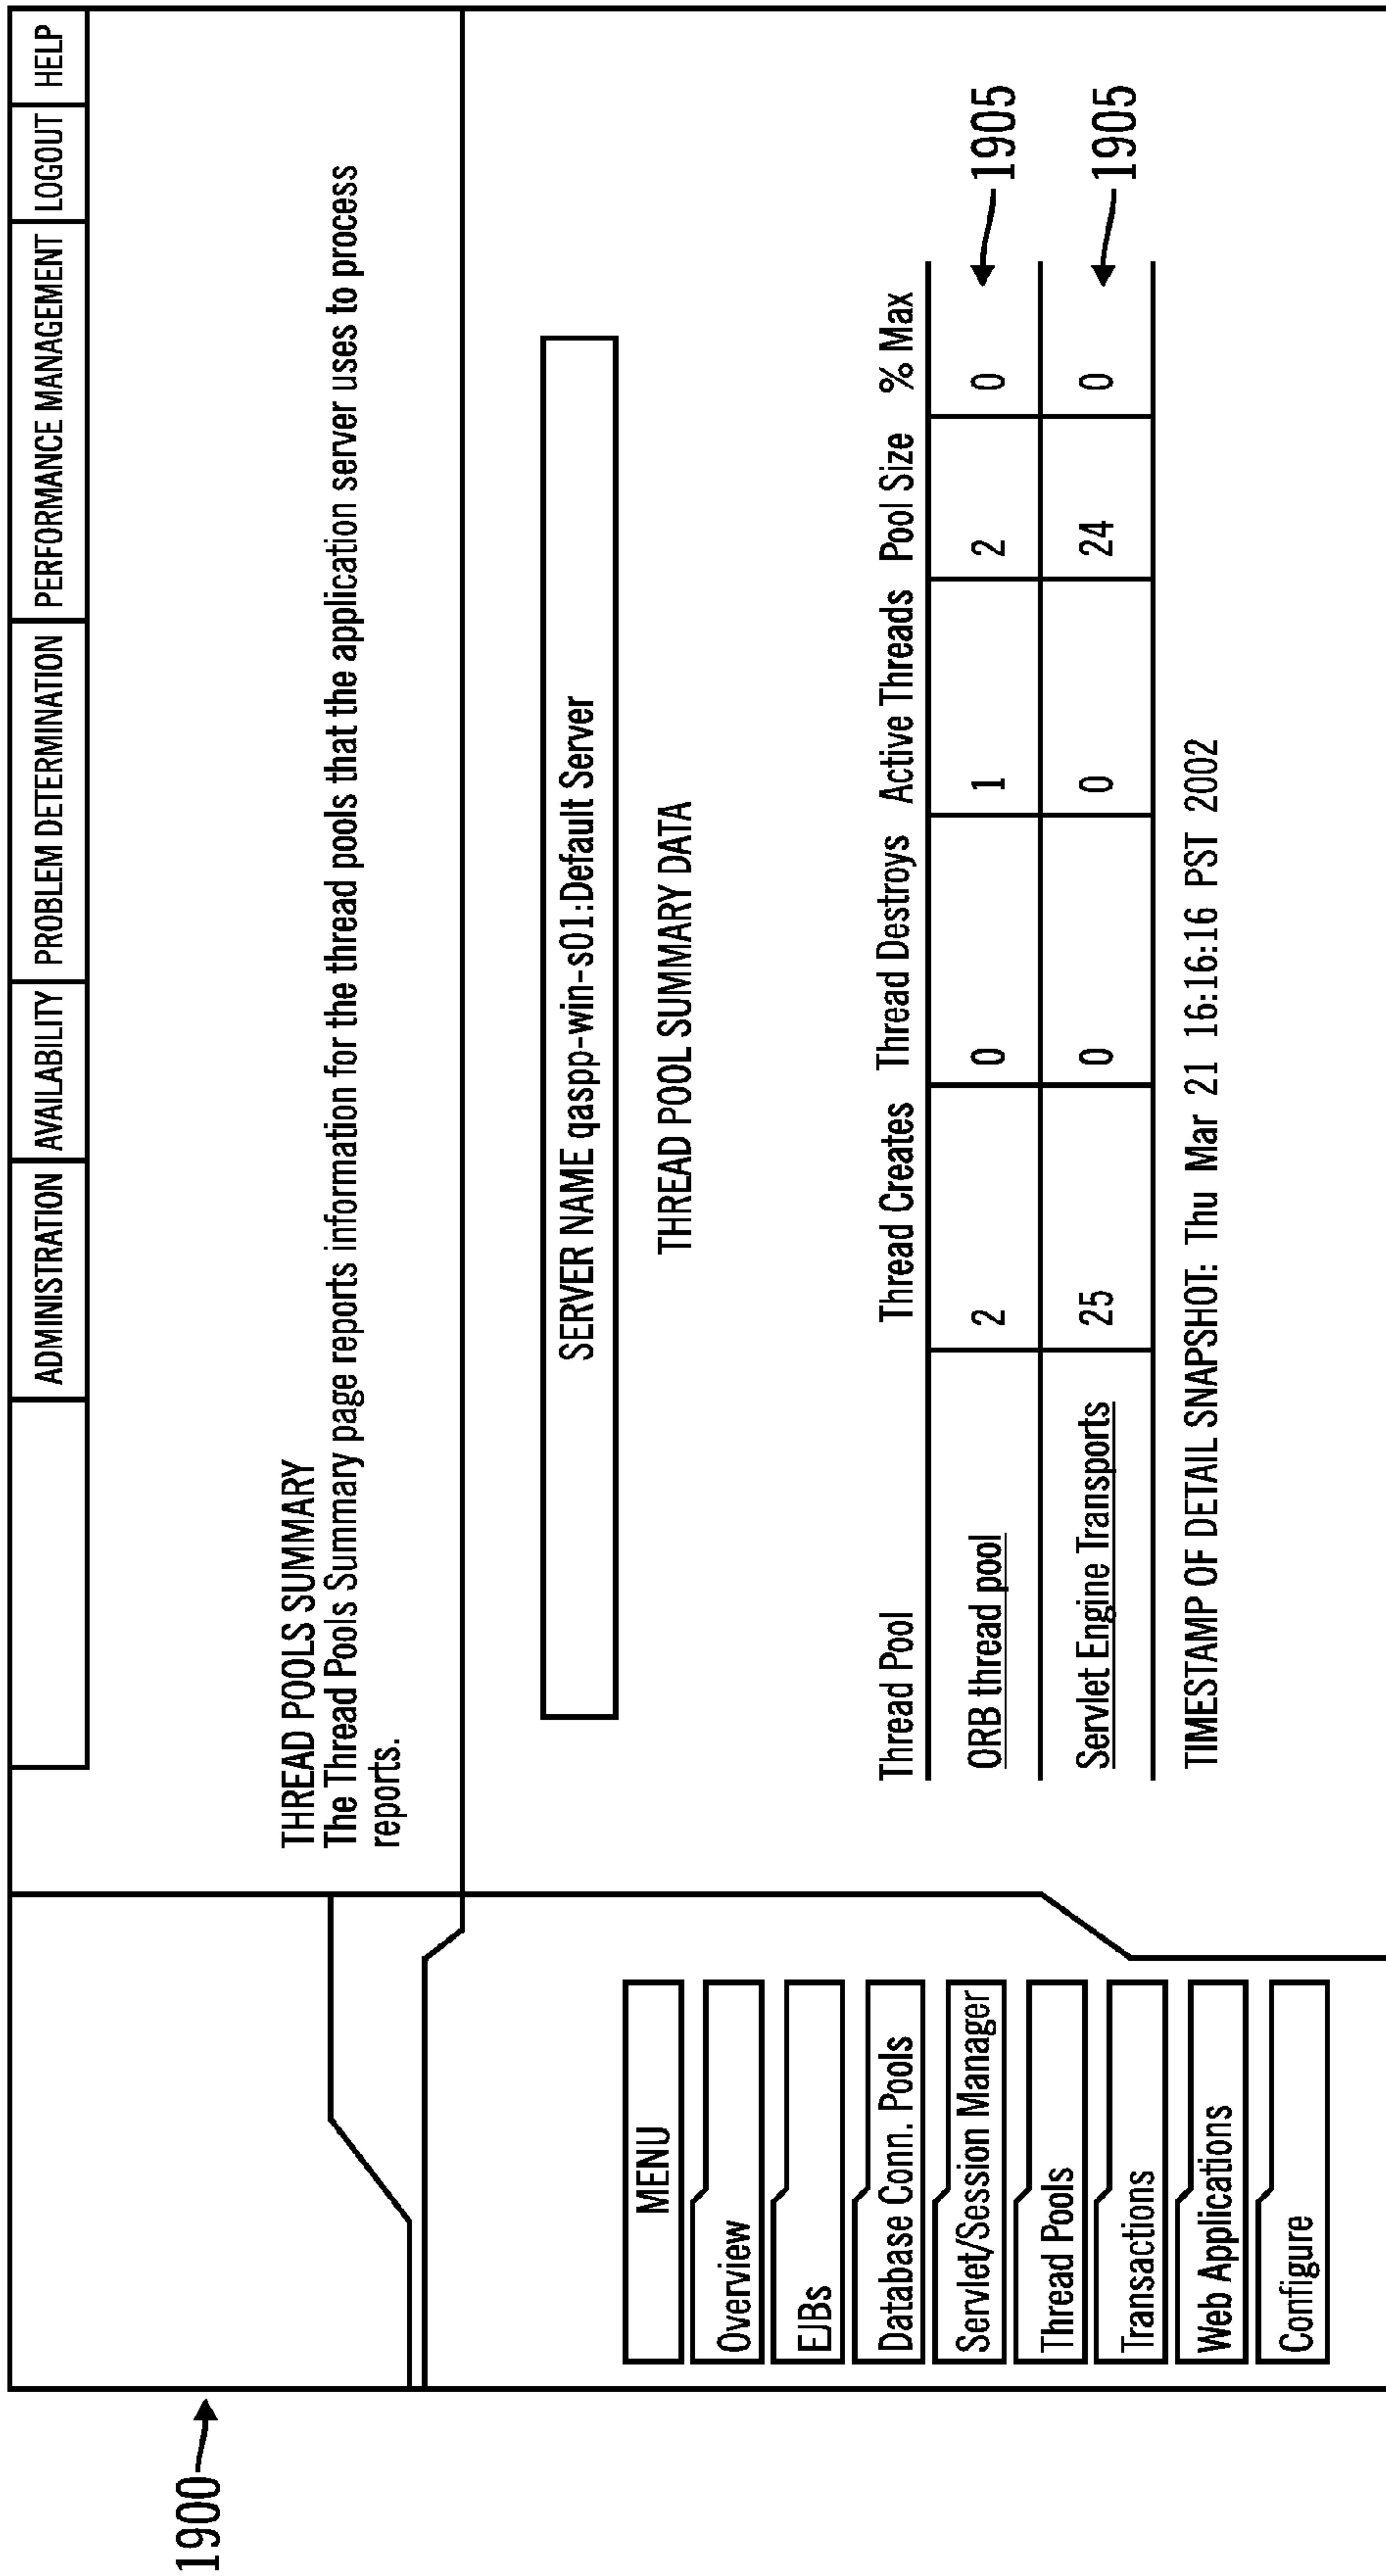 1900
ADMINISTRATION AVAILABILITY PROBLEM DETERMINATION PERFORMANCE MANAGEMENT LOGOUT HELP
THREAD POOLS SUMMARY
The Thread Pools Summary page reports information for the thread pools that the application server uses to process
reports.
MENU
Overview
EJBs
Database Conn. Pools
Servlet/Session Manager
Thread Pools
Transactions
Web Applications
Configure
SERVER NAME qaspp-win-s01:Default Server
THREAD POOL SUMMARY DATA
Thread Pool Thread Creates Thread Destroys Active Threads Pool Size % Max
ORB thread pool 2 0 1 2 0 1905
Servlet Engine Transports 25 0 0 24 0 1905
TIMESTAMP OF DETAIL SNAPSHOT: Thu Mar 21 16:16:16 PST 2002